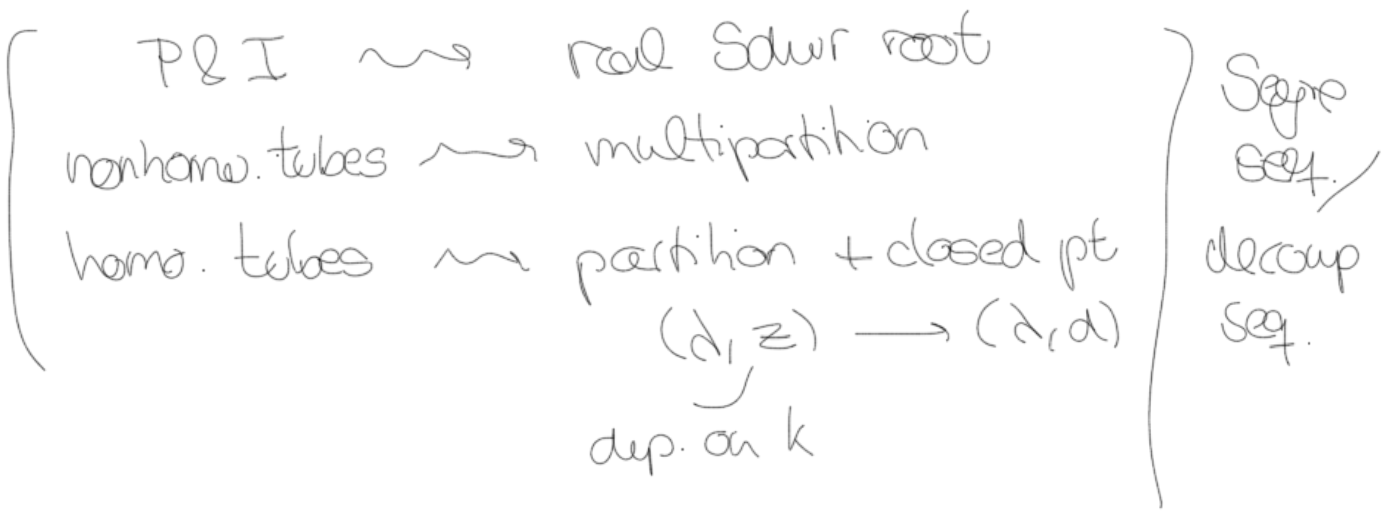 P & I ⇝ real Schur root
nonhomo. tubes ⇝ multipartition
homo. tubes ⇝ partition + closed pt
(λ, z) → (λ, d)
dep. on k
Segre
seq. /
decomp
seq.